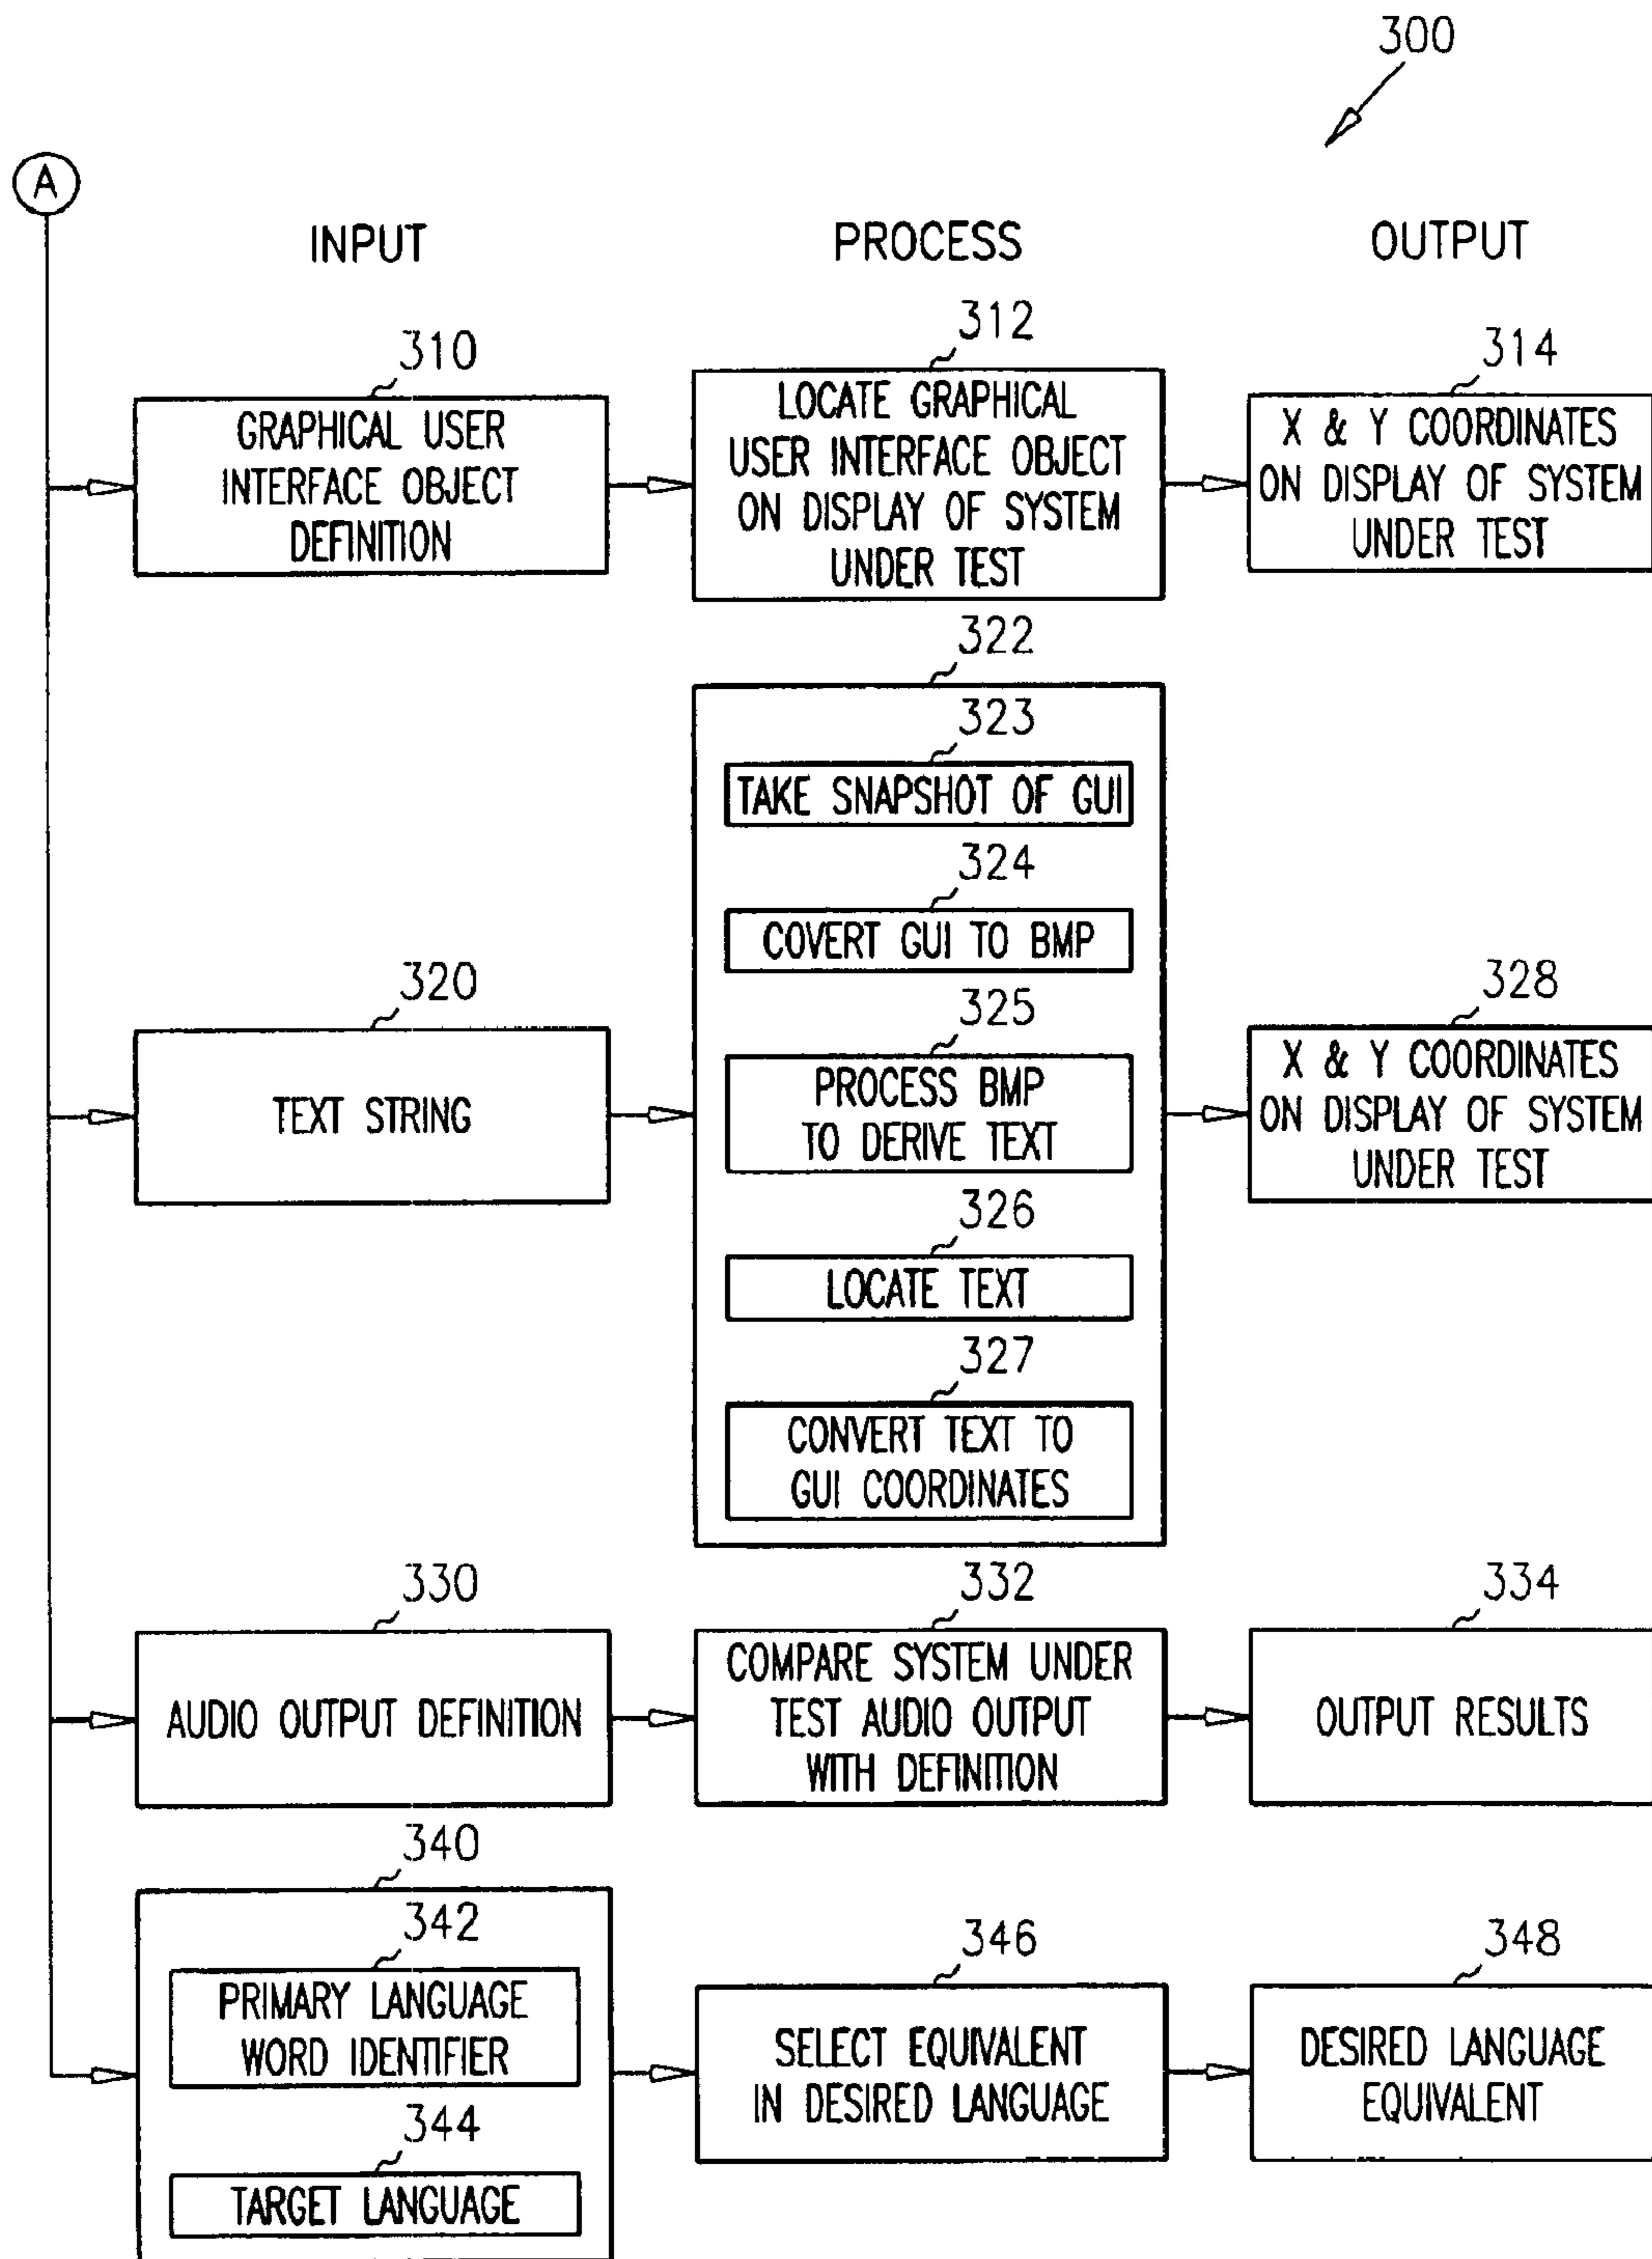 300
A
INPUT
PROCESS
OUTPUT
310
GRAPHICAL USER
INTERFACE OBJECT
DEFINITION
312
LOCATE GRAPHICAL
USER INTERFACE OBJECT
ON DISPLAY OF SYSTEM
UNDER TEST
314
X & Y COORDINATES
ON DISPLAY OF SYSTEM
UNDER TEST
320
TEXT STRING
322
323
TAKE SNAPSHOT OF GUI
324
COVERT GUI TO BMP
325
PROCESS BMP
TO DERIVE TEXT
326
LOCATE TEXT
327
CONVERT TEXT TO
GUI COORDINATES
328
X & Y COORDINATES
ON DISPLAY OF SYSTEM
UNDER TEST
330
AUDIO OUTPUT DEFINITION
332
COMPARE SYSTEM UNDER
TEST AUDIO OUTPUT
WITH DEFINITION
334
OUTPUT RESULTS
340
342
PRIMARY LANGUAGE
WORD IDENTIFIER
344
TARGET LANGUAGE
346
SELECT EQUIVALENT
IN DESIRED LANGUAGE
348
DESIRED LANGUAGE
EQUIVALENT